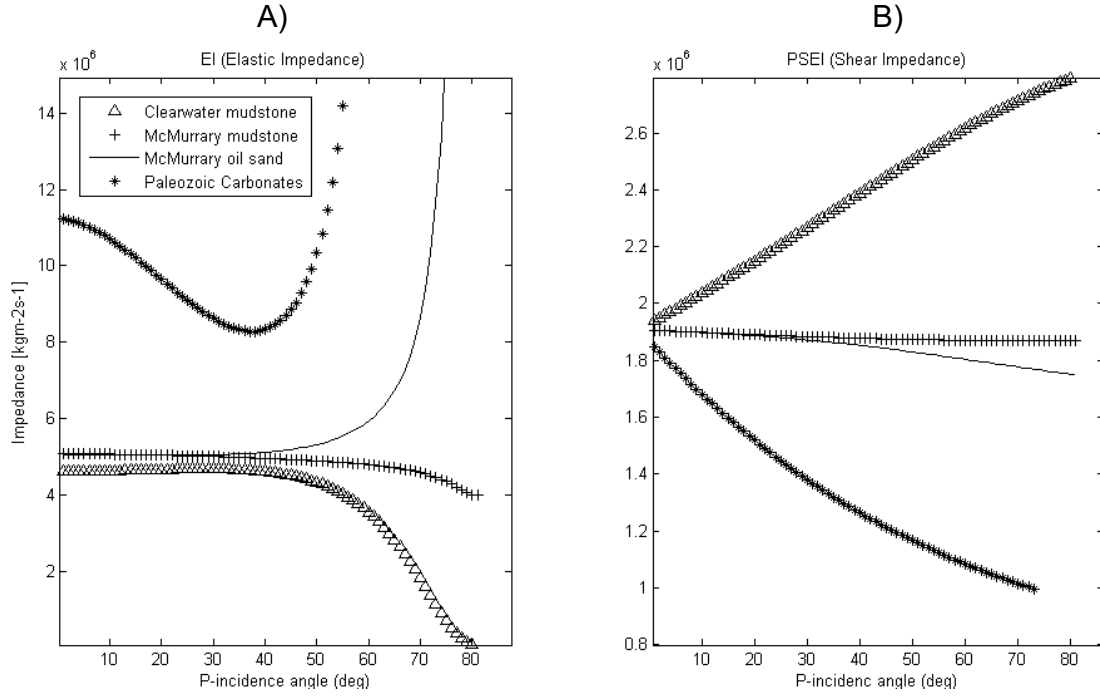 A)
x 10^6
EI (Elastic Impedance)
Clearwater mudstone
McMurrary mudstone
McMurrary oil sand
Paleozoic Carbonates
14
12
10
8
6
4
2
Impedance [kgm-2s-1]
10 20 30 40 50 60 70 80
P-incidence angle (deg)
B)
x 10^6
PSEI (Shear Impedance)
2.6
2.4
2.2
2
1.8
1.6
1.4
1.2
1
0.8
10 20 30 40 50 60 70 80
P-incidenc angle (deg)